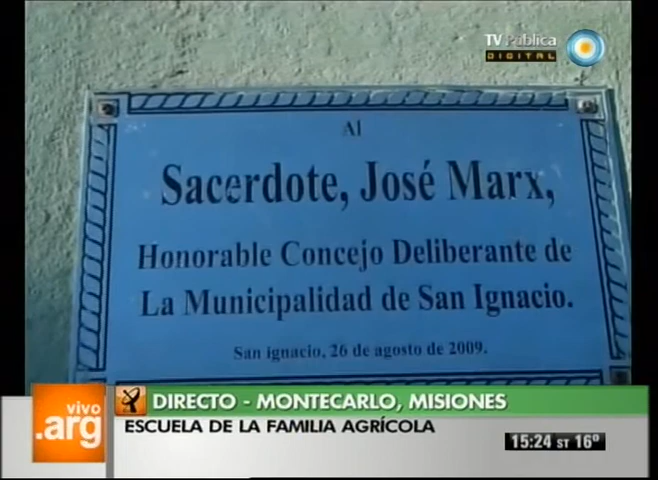 TV Pública
DIGITAL
Al
Sacerdote, José Marx,
Honorable Concejo Deliberante de
La Municipalidad de San Ignacio.
San ignacio, 26 de agosto de 2009.
vivo
.arg
DIRECTO - MONTECARLO, MISIONES
ESCUELA DE LA FAMILIA AGRÍCOLA
15:24 ST 16º